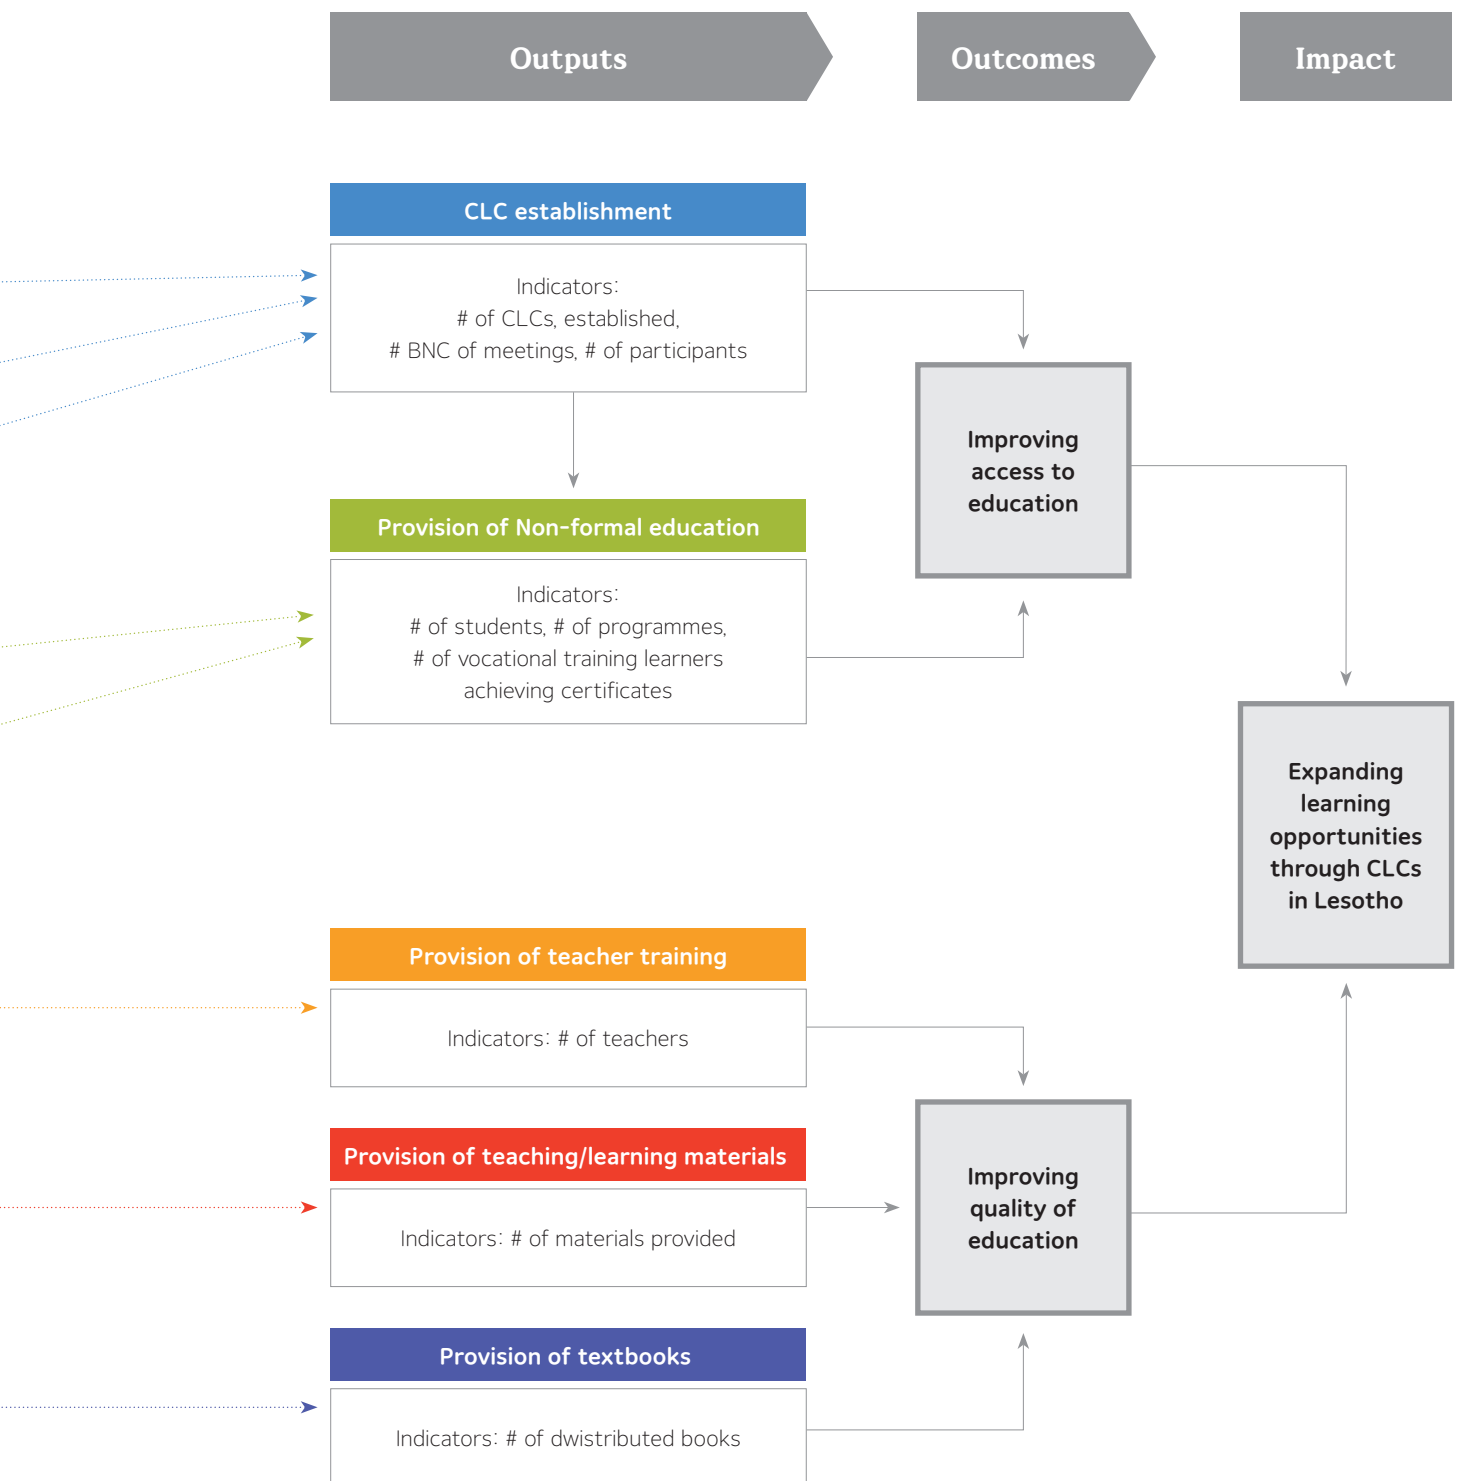 Outputs
Outcomes
Impact
CLC establishment
Indicators:
# of CLCs, established,
# BNC of meetings, # of participants
Improving
access to
education
Provision of Non-formal education
Indicators:
# of students, # of programmes,
# of vocational training learners
achieving certificates
Expanding
learning
opportunities
through CLCs
in Lesotho
Provision of teacher training
Indicators: # of teachers
Provision of teaching/learning materials
Indicators: # of materials provided
Improving
quality of
education
Provision of textbooks
Indicators: # of dwistributed books